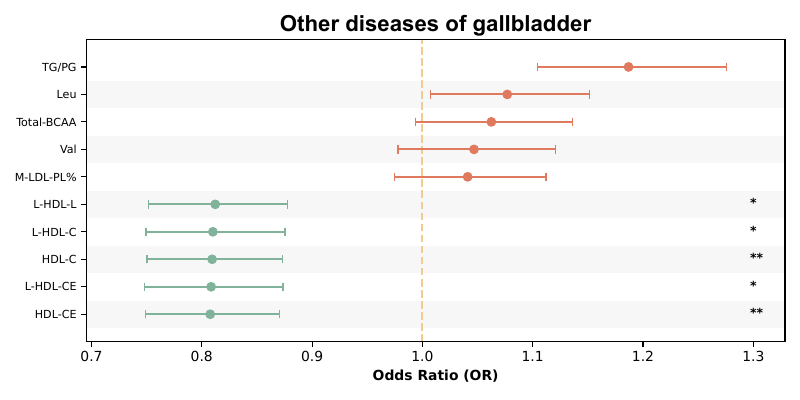 Other diseases of gallbladder
TG/PG
Leu
Total-BCAA
Val
M-LDL-PL%
L-HDL-L *
L-HDL-C *
HDL-C **
L-HDL-CE *
HDL-CE **
0.7 0.8 0.9 1.0 1.1 1.2 1.3
Odds Ratio (OR)